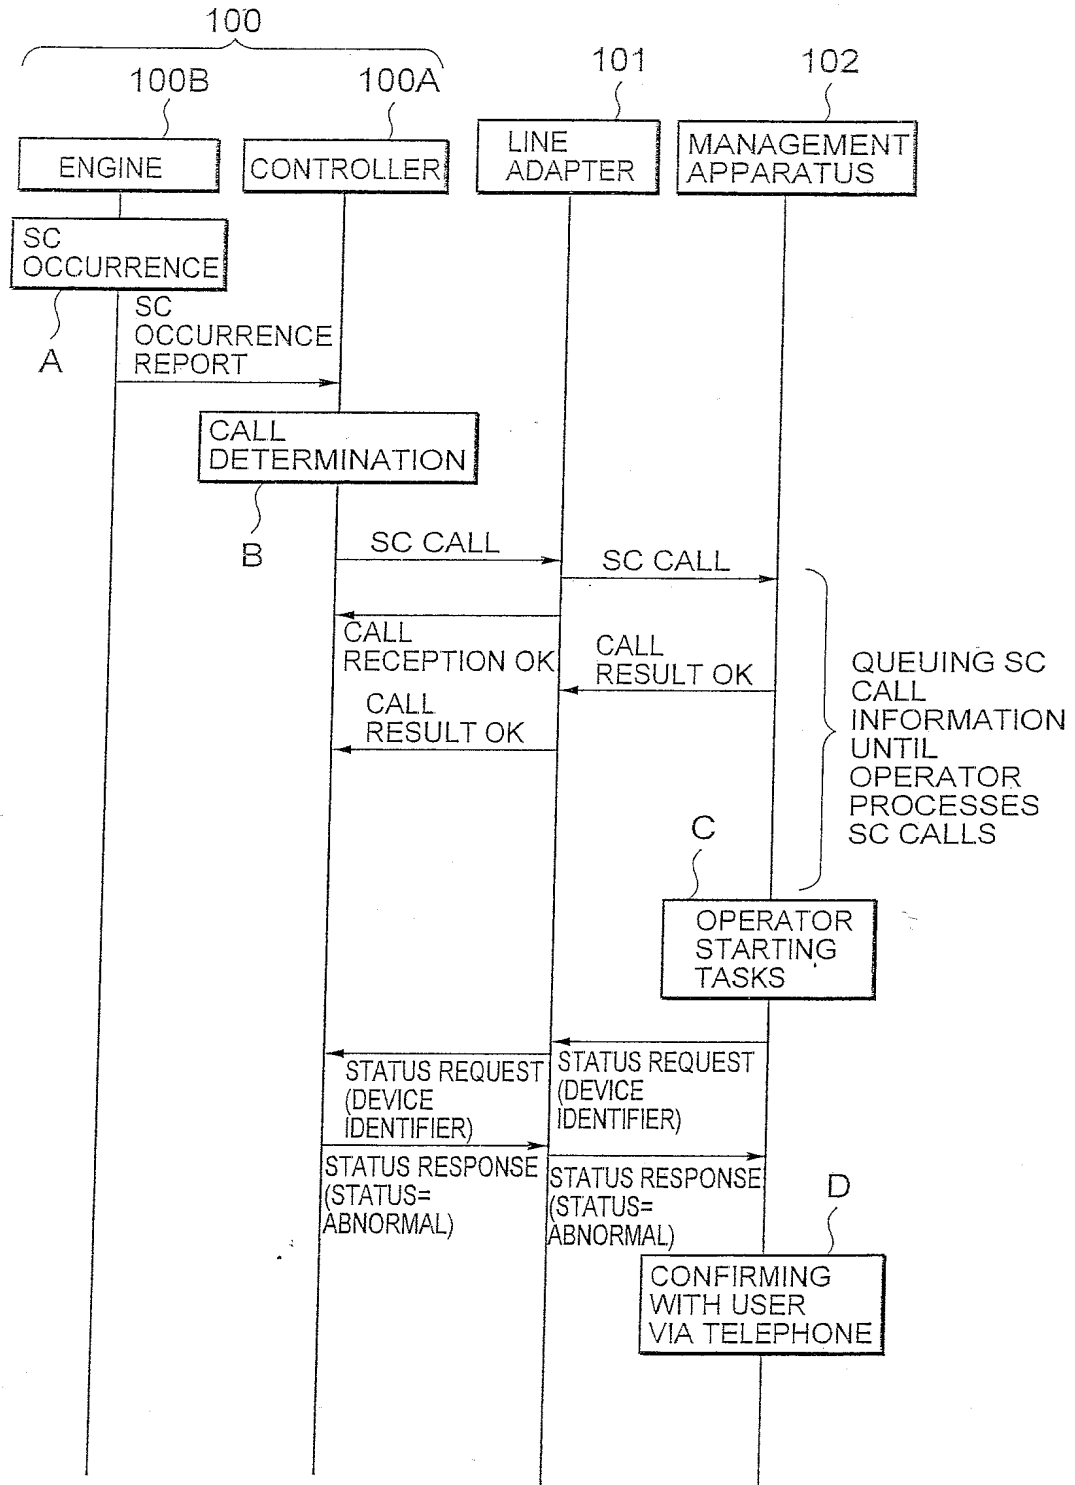 100
100B
100A
101
102
ENGINE
CONTROLLER
LINE
ADAPTER
MANAGEMENT
APPARATUS
SC
OCCURRENCE
A
SC
OCCURRENCE
REPORT
CALL
DETERMINATION
B
SC CALL
SC CALL
CALL
RECEPTION OK
CALL
RESULT OK
CALL
RESULT OK
QUEUING SC
CALL
INFORMATION
UNTIL
OPERATOR
PROCESSES
SC CALLS
C
OPERATOR
STARTING
TASKS
STATUS REQUEST
(DEVICE
IDENTIFIER)
STATUS REQUEST
(DEVICE
IDENTIFIER)
STATUS RESPONSE
(STATUS=
ABNORMAL)
STATUS RESPONSE
(STATUS=
ABNORMAL)
D
CONFIRMING
WITH USER
VIA TELEPHONE